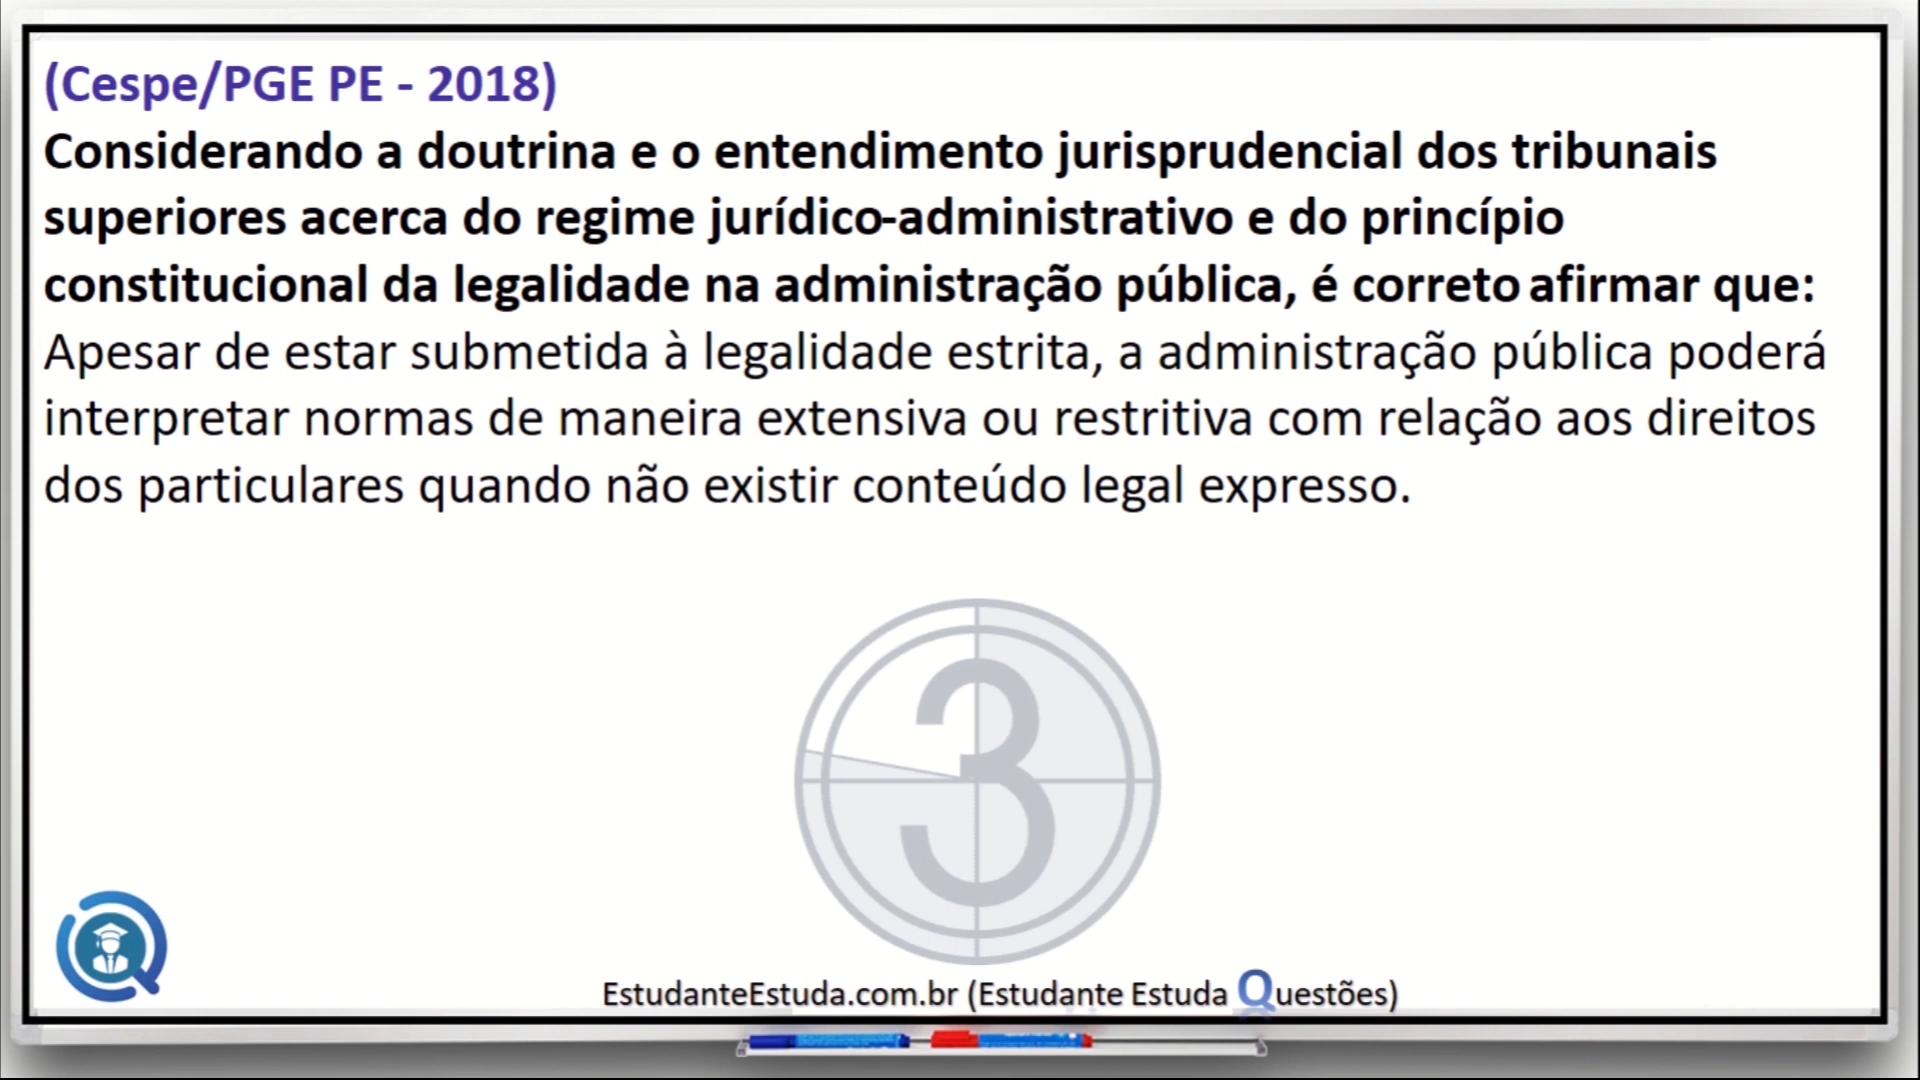 (Cespe/PGE PE - 2018)
Considerando a doutrina e o entendimento jurisprudencial dos tribunais
superiores acerca do regime jurídico-administrativo e do princípio
constitucional da legalidade na administração pública, é correto afirmar que:
Apesar de estar submetida à legalidade estrita, a administração pública poderá
interpretar normas de maneira extensiva ou restritiva com relação aos direitos
dos particulares quando não existir conteúdo legal expresso.
3
EstudanteEstuda.com.br (Estudante Estuda Questões)